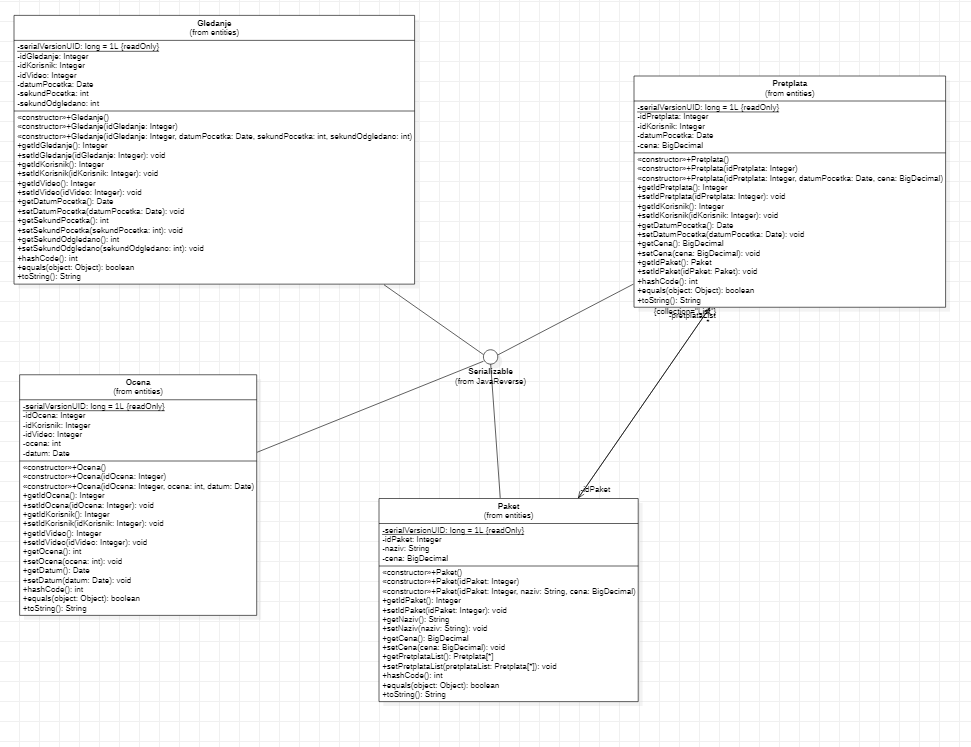 Gledanje
(from entities)
-serialVersionUID: long = 1L {readOnly}
-idGledanje: Integer
-idKorisnik: Integer
-idVideo: Integer
-datumPocetka: Date
-sekundPocetka: int
-sekundOdgledano: int
«constructor»+Gledanje()
«constructor»+Gledanje(idGledanje: Integer)
«constructor»+Gledanje(idGledanje: Integer, datumPocetka: Date, sekundPocetka: int, sekundOdgledano: int)
+getIdGledanje(): Integer
+setIdGledanje(idGledanje: Integer): void
+getIdKorisnik(): Integer
+setIdKorisnik(idKorisnik: Integer): void
+getIdVideo(): Integer
+setIdVideo(idVideo: Integer): void
+getDatumPocetka(): Date
+setDatumPocetka(datumPocetka: Date): void
+getSekundPocetka(): int
+setSekundPocetka(sekundPocetka: int): void
+getSekundOdgledano(): int
+setSekundOdgledano(sekundOdgledano: int): void
+hashCode(): int
+equals(object: Object): boolean
+toString(): String
Pretplata
(from entities)
-serialVersionUID: long = 1L {readOnly}
-idPretplata: Integer
-idKorisnik: Integer
-datumPocetka: Date
-cena: BigDecimal
«constructor»+Pretplata()
«constructor»+Pretplata(idPretplata: Integer)
«constructor»+Pretplata(idPretplata: Integer, datumPocetka: Date, cena: BigDecimal)
+getIdPretplata(): Integer
+setIdPretplata(idPretplata: Integer): void
+getIdKorisnik(): Integer
+setIdKorisnik(idKorisnik: Integer): void
+getDatumPocetka(): Date
+setDatumPocetka(datumPocetka: Date): void
+getCena(): BigDecimal
+setCena(cena: BigDecimal): void
+getIdPaket(): Paket
+setIdPaket(idPaket: Paket): void
+hashCode(): int
+equals(object: Object): boolean
+toString(): String
-pretplataList
*
Serializable
(from JavaReverse)
Ocena
(from entities)
-serialVersionUID: long = 1L {readOnly}
-idOcena: Integer
-idKorisnik: Integer
-idVideo: Integer
-ocena: int
-datum: Date
«constructor»+Ocena()
«constructor»+Ocena(idOcena: Integer)
«constructor»+Ocena(idOcena: Integer, ocena: int, datum: Date)
+getIdOcena(): Integer
+setIdOcena(idOcena: Integer): void
+getIdKorisnik(): Integer
+setIdKorisnik(idKorisnik: Integer): void
+getIdVideo(): Integer
+setIdVideo(idVideo: Integer): void
+getOcena(): int
+setOcena(ocena: int): void
+getDatum(): Date
+setDatum(datum: Date): void
+hashCode(): int
+equals(object: Object): boolean
+toString(): String
-idPaket
Paket
(from entities)
-serialVersionUID: long = 1L {readOnly}
-idPaket: Integer
-naziv: String
-cena: BigDecimal
«constructor»+Paket()
«constructor»+Paket(idPaket: Integer)
«constructor»+Paket(idPaket: Integer, naziv: String, cena: BigDecimal)
+getIdPaket(): Integer
+setIdPaket(idPaket: Integer): void
+getNaziv(): String
+setNaziv(naziv: String): void
+getCena(): BigDecimal
+setCena(cena: BigDecimal): void
+getPretplataList(): Pretplata[*]
+setPretplataList(pretplataList: Pretplata[*]): void
+hashCode(): int
+equals(object: Object): boolean
+toString(): String